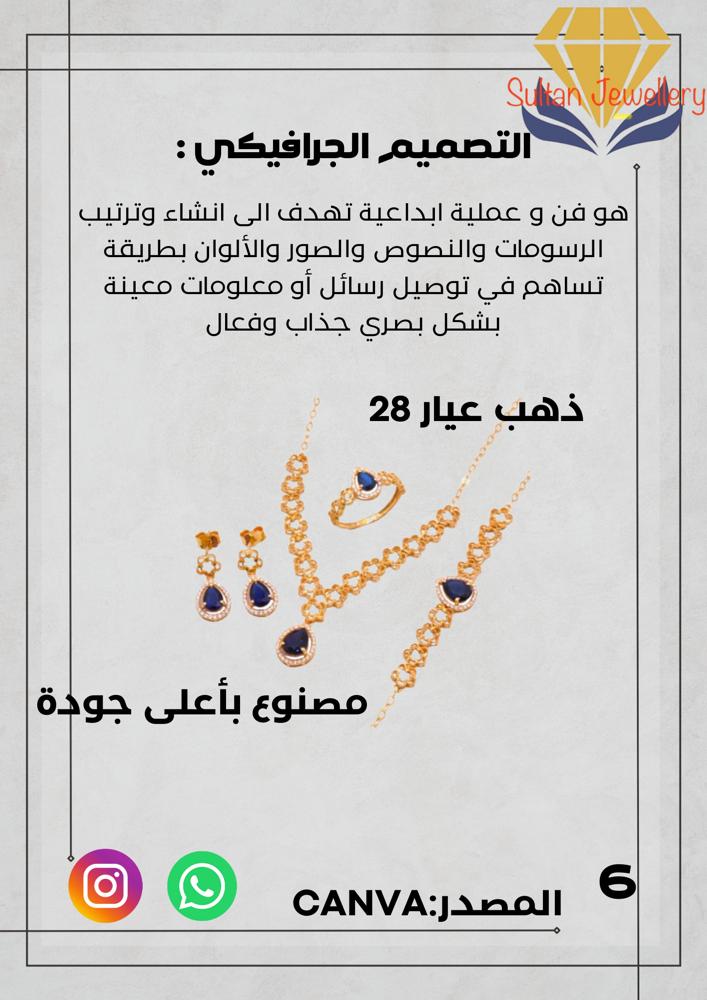 Sultan Jewellery
التصميم الجرافيكي :
هو فن و عملية ابداعية تهدف الى انشاء وترتيب
الرسومات والنصوص والصور والألوان بطريقة
تساهم في توصيل رسائل أو معلومات معينة
بشكل بصري جذاب وفعال
ذهب عيار 28
مصنوع بأعلى جودة
المصدر:CANVA
6